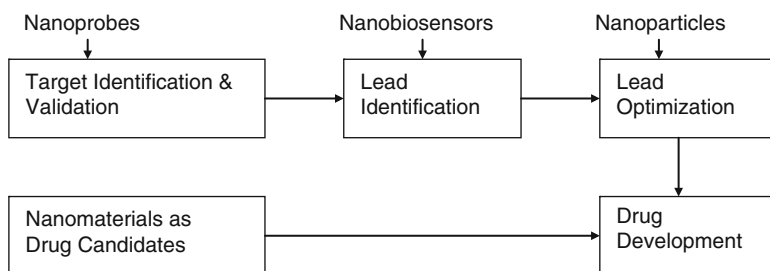 Nanoprobes
Nanobiosensors
Nanoparticles
Target Identification &
Validation
Lead
Identification
Lead
Optimization
Nanomaterials as
Drug Candidates
Drug
Development